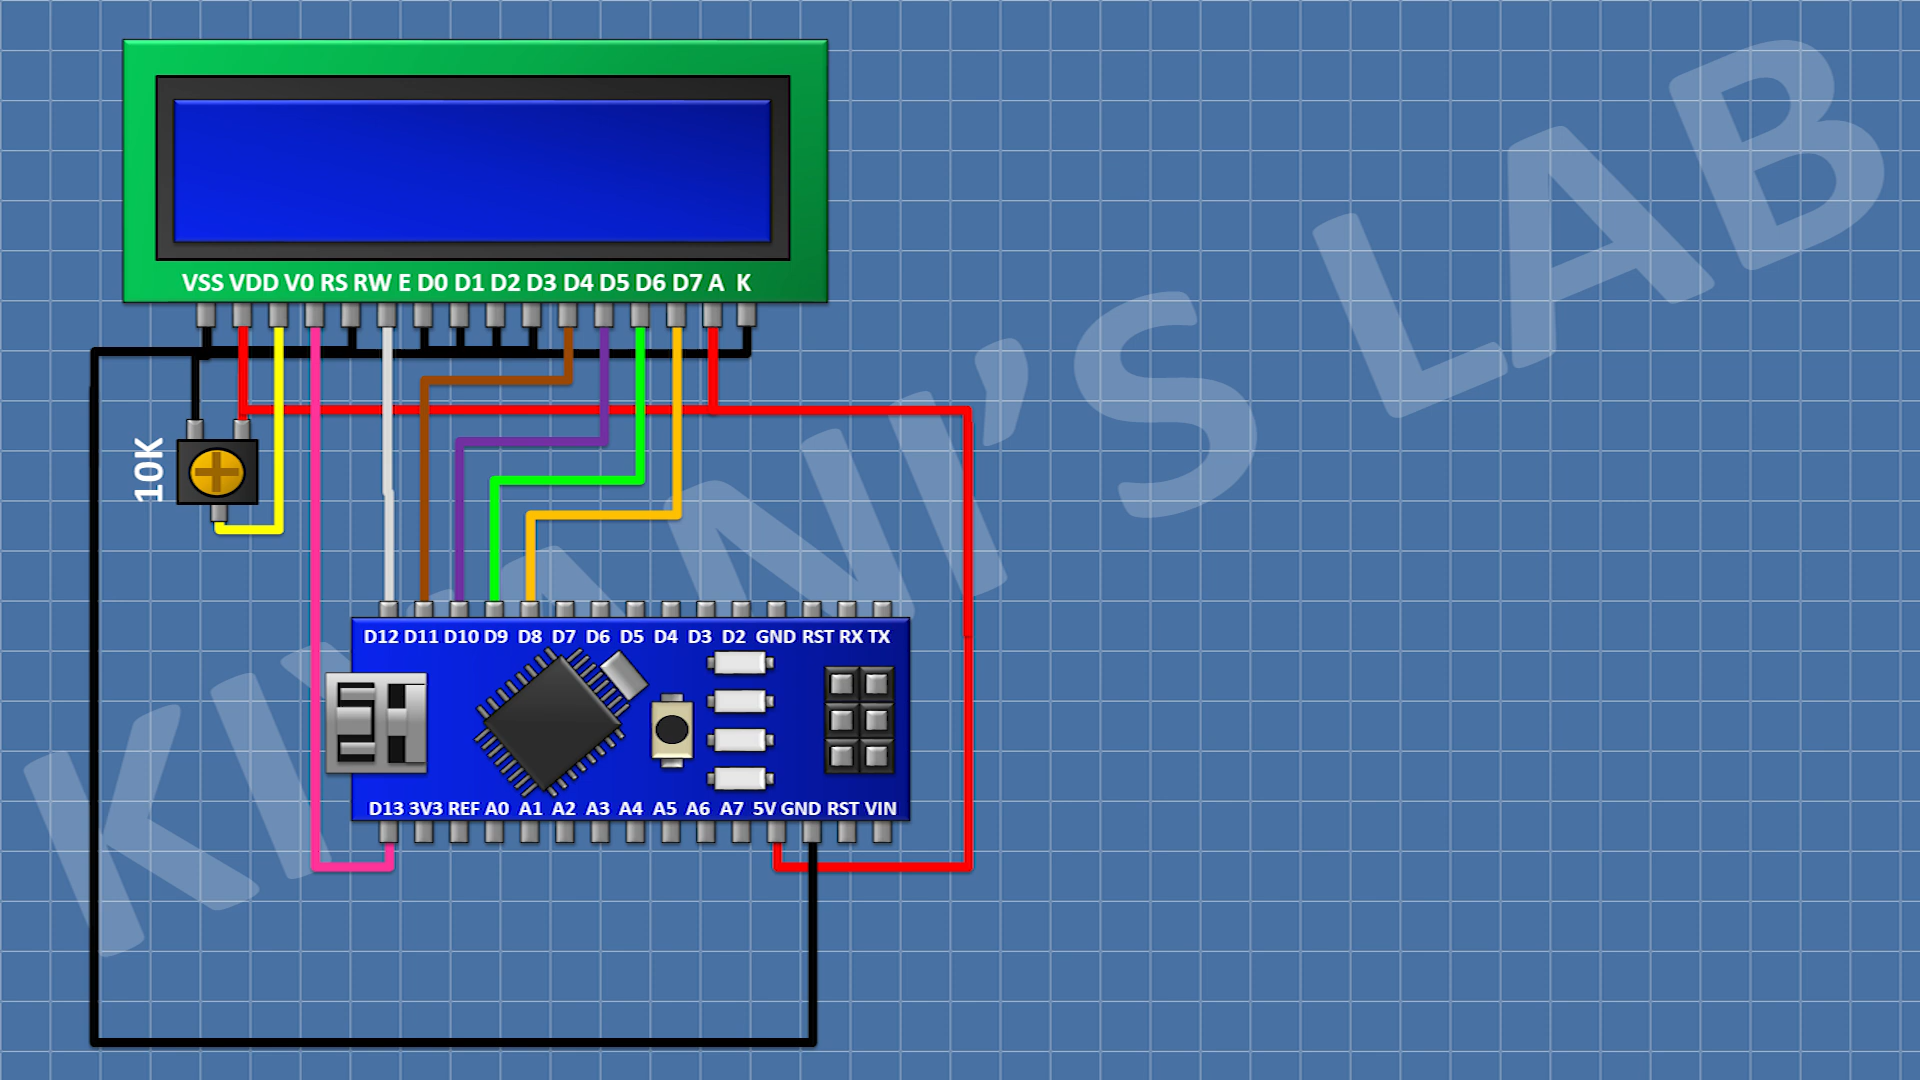 VSS VDD V0 RS RW E D0 D1 D2 D3 D4 D5 D6 D7 A K
10K
KIYANI'S LAB
D12 D11 D10 D9 D8 D7 D6 D5 D4 D3 D2 GND RST RX TX
D13 3V3 REF A0 A1 A2 A3 A4 A5 A6 A7 5V GND RST VIN